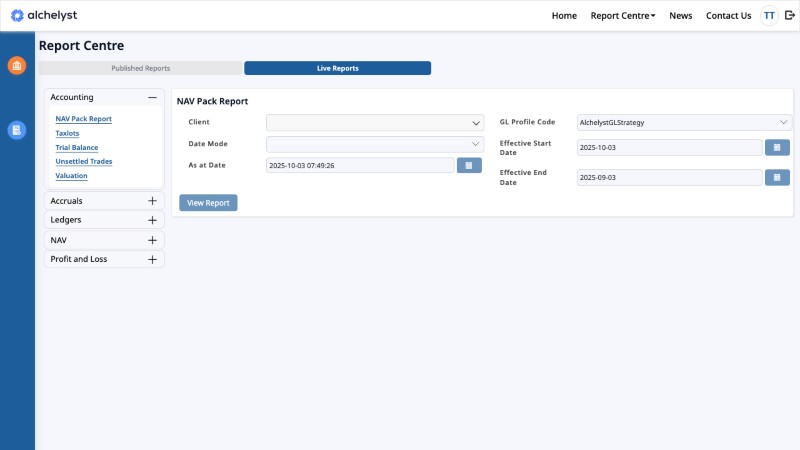 alchelyst
Home
Report Centre
News
Contact Us
TT
Report Centre
Published Reports
Live Reports
Accounting
NAV Pack Report
Taxlots
Trial Balance
Unsettled Trades
Valuation
Accruals
Ledgers
NAV
Profit and Loss
NAV Pack Report
Client
Date Mode
As at Date
2025-10-03 07:49:26
GL Profile Code
AlchelystGLStrategy
Effective Start
Date
2025-10-03
Effective End
Date
2025-09-03
View Report